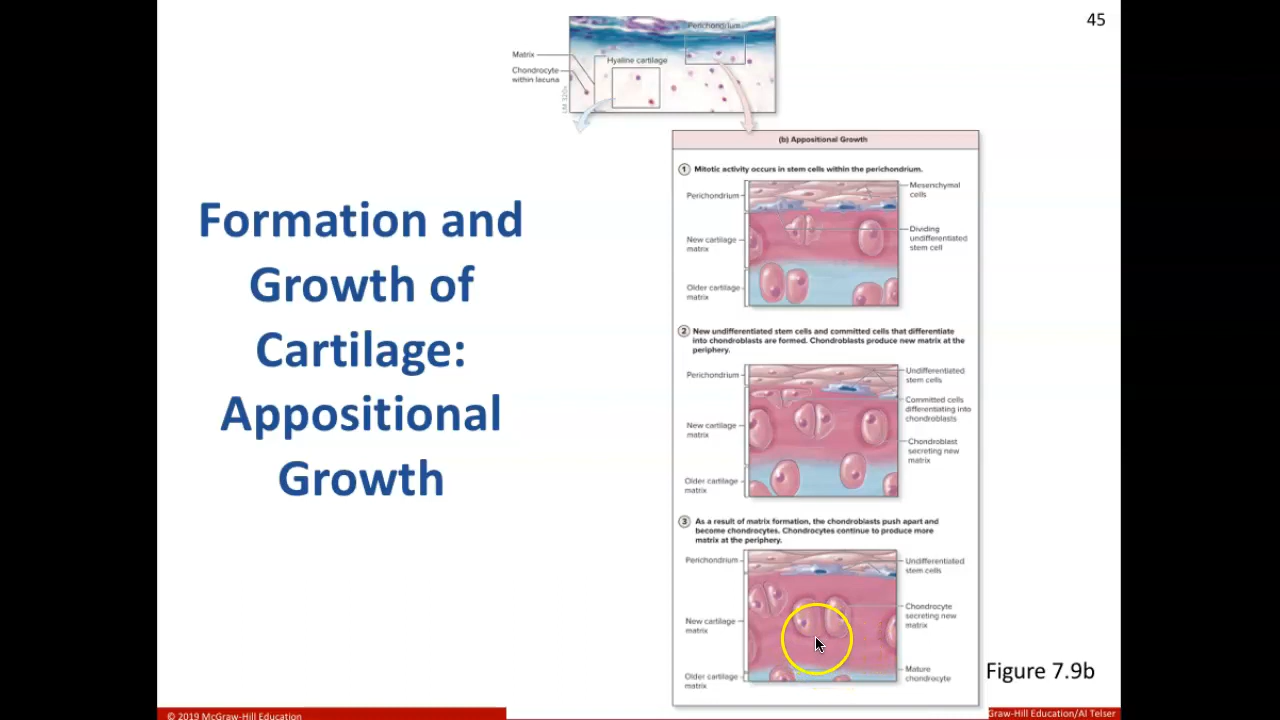 45
Perichondrium
Matrix
Hyaline cartilage
Chondrocyte
within lacuna
LM 320x
Formation and
Growth of
Cartilage:
Appositional
Growth
(b) Appositional Growth
1 Mitotic activity occurs in stem cells within the perichondrium.
Perichondrium
Mesenchymal
cells
New cartilage
matrix
Dividing
undifferentiated
stem cell
Older cartilage
matrix
2 New undifferentiated stem cells and committed cells that differentiate
into chondroblasts are formed. Chondroblasts produce new matrix at the
periphery.
Perichondrium
Undifferentiated
stem cells
Committed cells
differentiating into
chondroblasts
New cartilage
matrix
Chondroblast
secreting new
matrix
Older cartilage
matrix
3 As a result of matrix formation, the chondroblasts push apart and
become chondrocytes. Chondrocytes continue to produce more
matrix at the periphery.
Perichondrium
Undifferentiated
stem cells
Chondrocyte
secreting new
matrix
New cartilage
matrix
Older cartilage
matrix
Mature
chondrocyte
Figure 7.9b
© 2019 McGraw-Hill Education
Graw-Hill Education/Al Telser